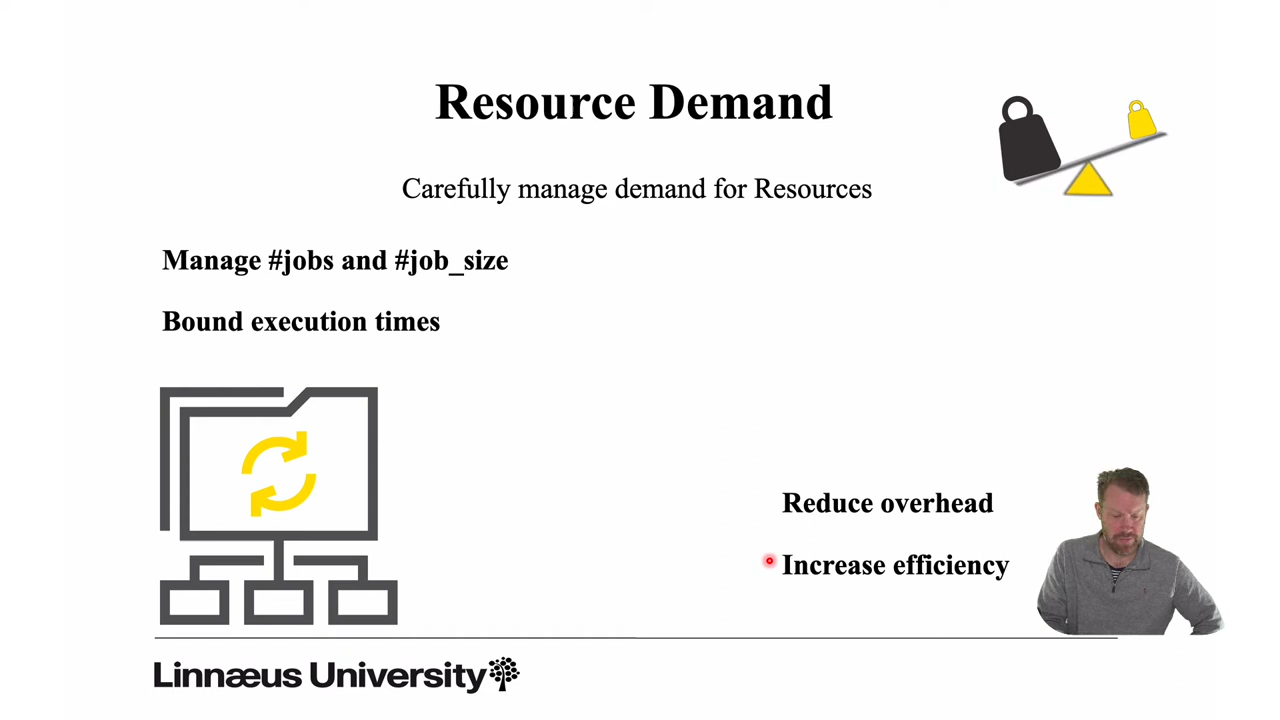 Resource Demand
Carefully manage demand for Resources
Manage #jobs and #job_size
Bound execution times
Reduce overhead
Increase efficiency
Linnæus University